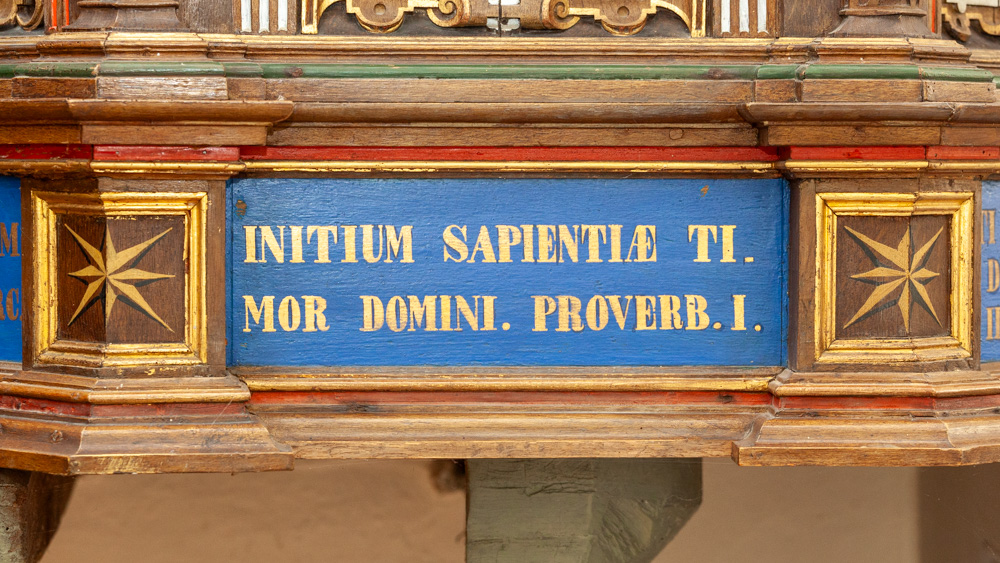 INITIUM SAPIENTIÆ TI.
MOR DOMINI. PROVERB. I.